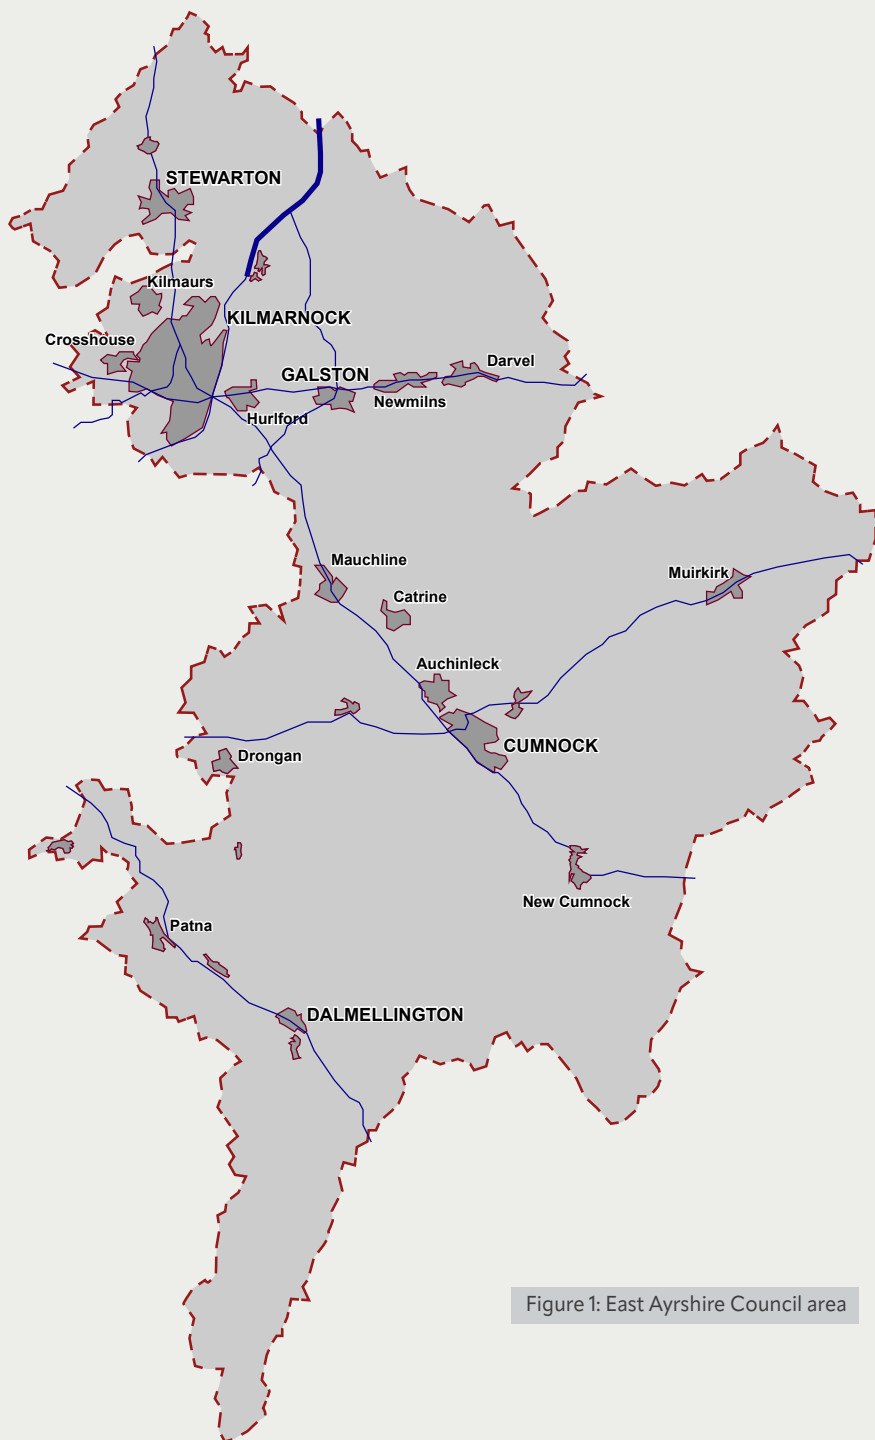 STEWARTON
Kilmaurs
KILMARNOCK
Crosshouse
GALSTON
Darvel
Newmilns
Hurlford
Mauchline
Muirkirk
Catrine
Auchinleck
CUMNOCK
Drongan
New Cumnock
Patna
DALMELLINGTON
Figure 1: East Ayrshire Council area